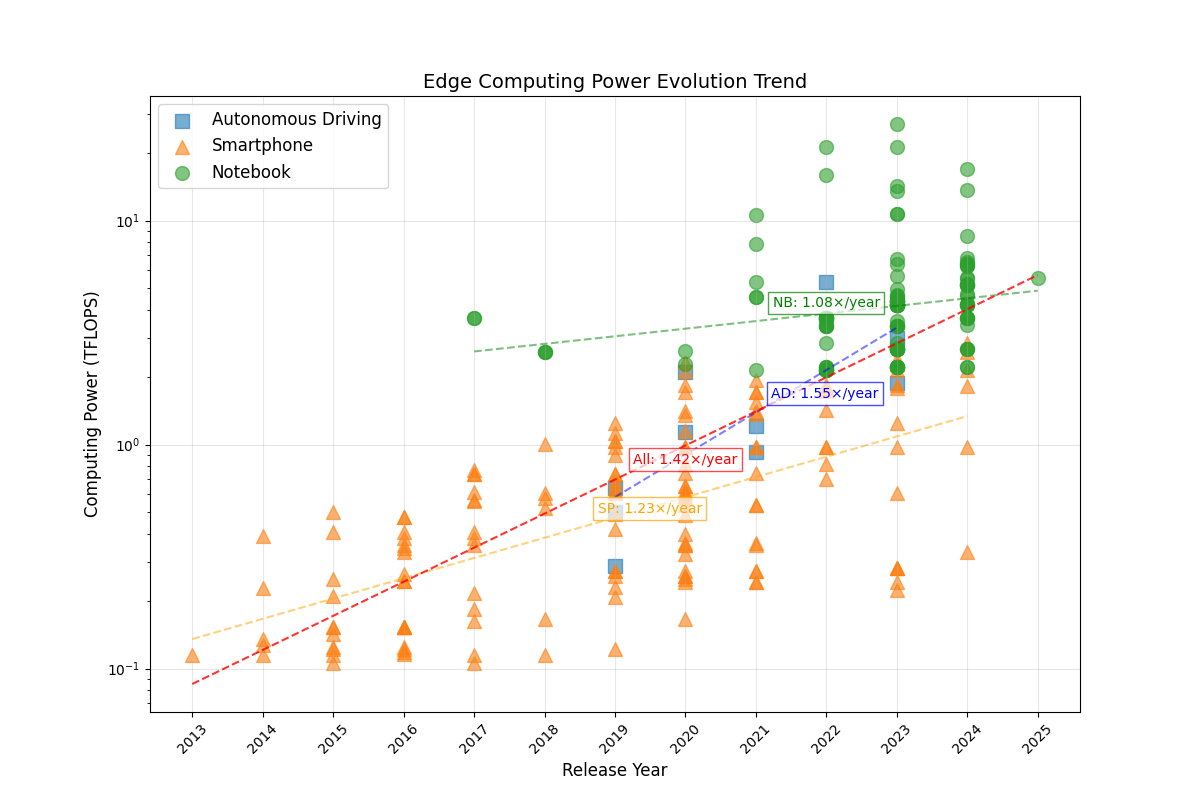 Edge Computing Power Evolution Trend
Autonomous Driving
Smartphone
Notebook
Computing Power (TFLOPS)
10¹
10⁰
10⁻¹
NB: 1.08×/year
AD: 1.55×/year
All: 1.42×/year
SP: 1.23×/year
2013
2014
2015
2016
2017
2018
2019
2020
2021
2022
2023
2024
2025
Release Year